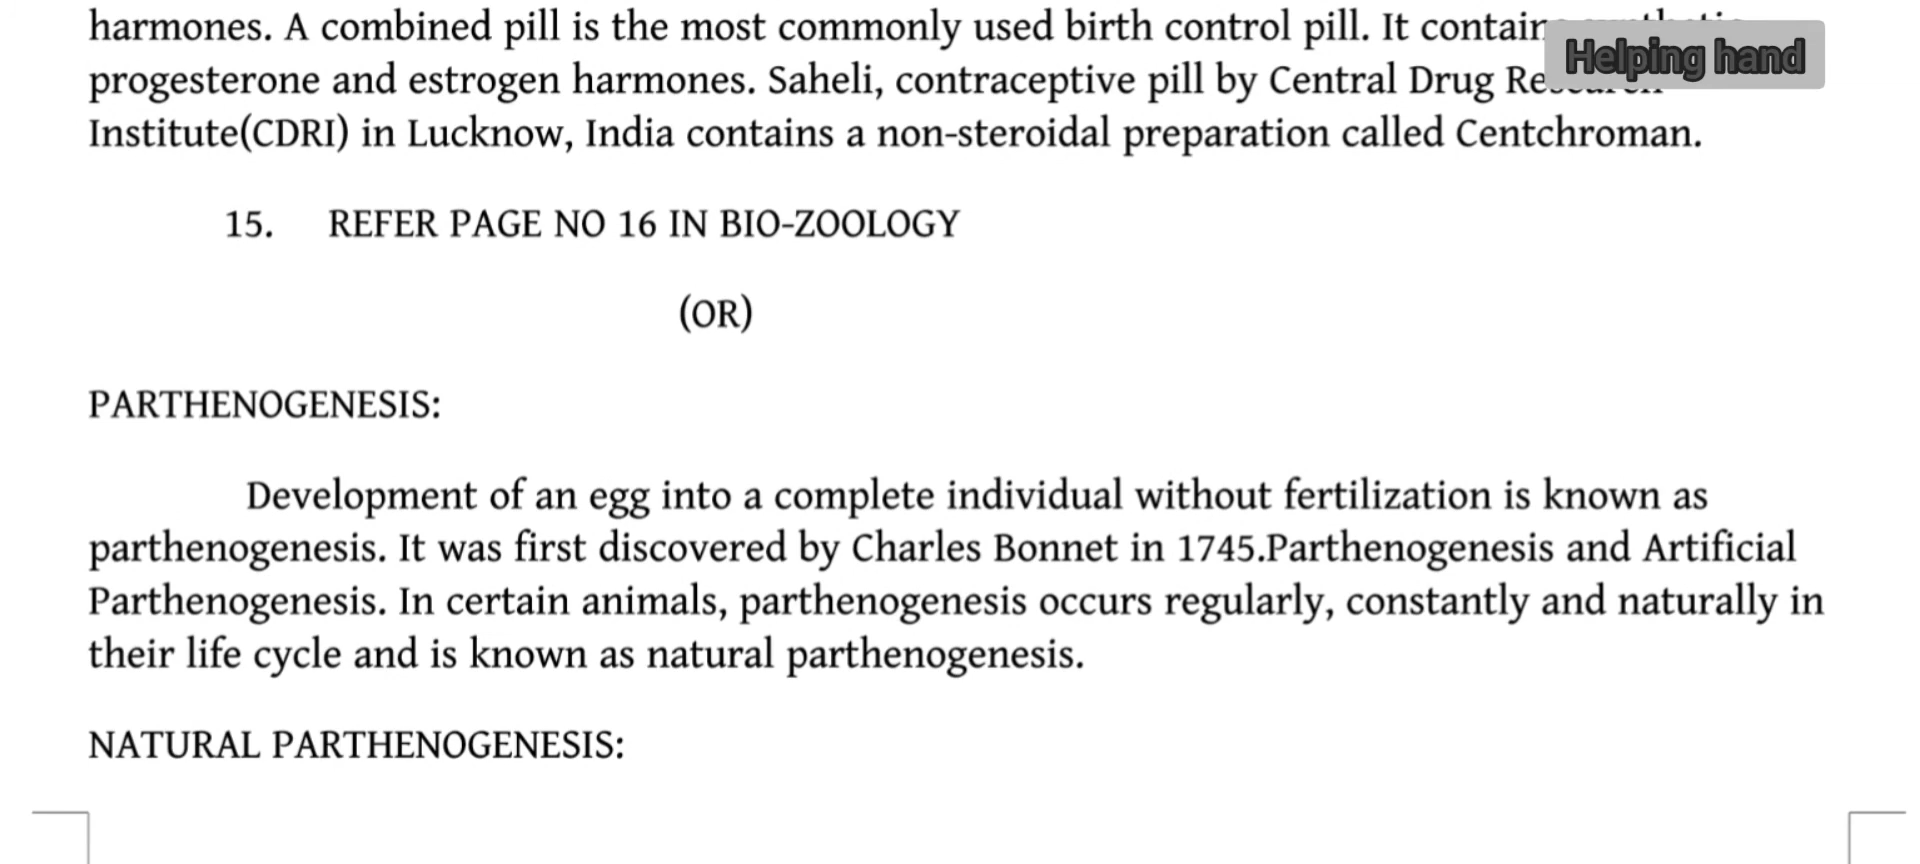 harmones. A combined pill is the most commonly used birth control pill. It contain
Helping hand
progesterone and estrogen harmones. Saheli, contraceptive pill by Central Drug
Institute(CDRI) in Lucknow, India contains a non-steroidal preparation called Centchroman.
15. REFER PAGE NO 16 IN BIO-ZOOLOGY
(OR)
PARTHENOGENESIS:
Development of an egg into a complete individual without fertilization is known as
parthenogenesis. It was first discovered by Charles Bonnet in 1745.Parthenogenesis and Artificial
Parthenogenesis. In certain animals, parthenogenesis occurs regularly, constantly and naturally in
their life cycle and is known as natural parthenogenesis.
NATURAL PARTHENOGENESIS: